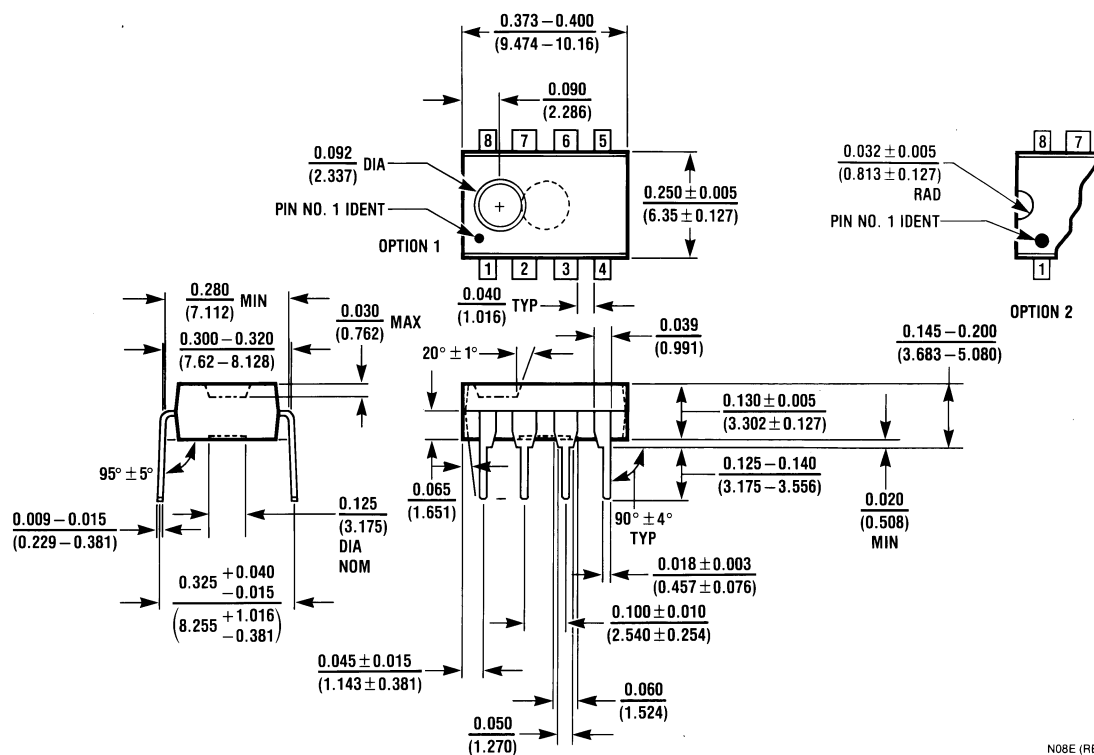 0.373 – 0.400
(9.474 – 10.16)
0.090
(2.286)
8 7 6 5
0.092 DIA
(2.337)
PIN NO. 1 IDENT
OPTION 1
0.250 ± 0.005
(6.35 ± 0.127)
1 2 3 4
0.032 ± 0.005
(0.813 ± 0.127)
RAD
PIN NO. 1 IDENT
8 7
1
OPTION 2
0.280 MIN
(7.112)
0.300 – 0.320
(7.62 – 8.128)
0.030 MAX
(0.762)
0.040 TYP
(1.016)
20° ± 1°
0.039
(0.991)
0.145 – 0.200
(3.683 – 5.080)
0.130 ± 0.005
(3.302 ± 0.127)
0.125 – 0.140
(3.175 – 3.556)
0.020
(0.508)
MIN
95° ± 5°
0.009 – 0.015
(0.229 – 0.381)
0.125
(3.175)
DIA
NOM
0.065
(1.651)
90° ± 4°
TYP
0.018 ± 0.003
(0.457 ± 0.076)
0.325 +0.040
–0.015
(8.255 +1.016
–0.381)
0.100 ± 0.010
(2.540 ± 0.254)
0.045 ± 0.015
(1.143 ± 0.381)
0.060
(1.524)
0.050
(1.270)
N08E (RE